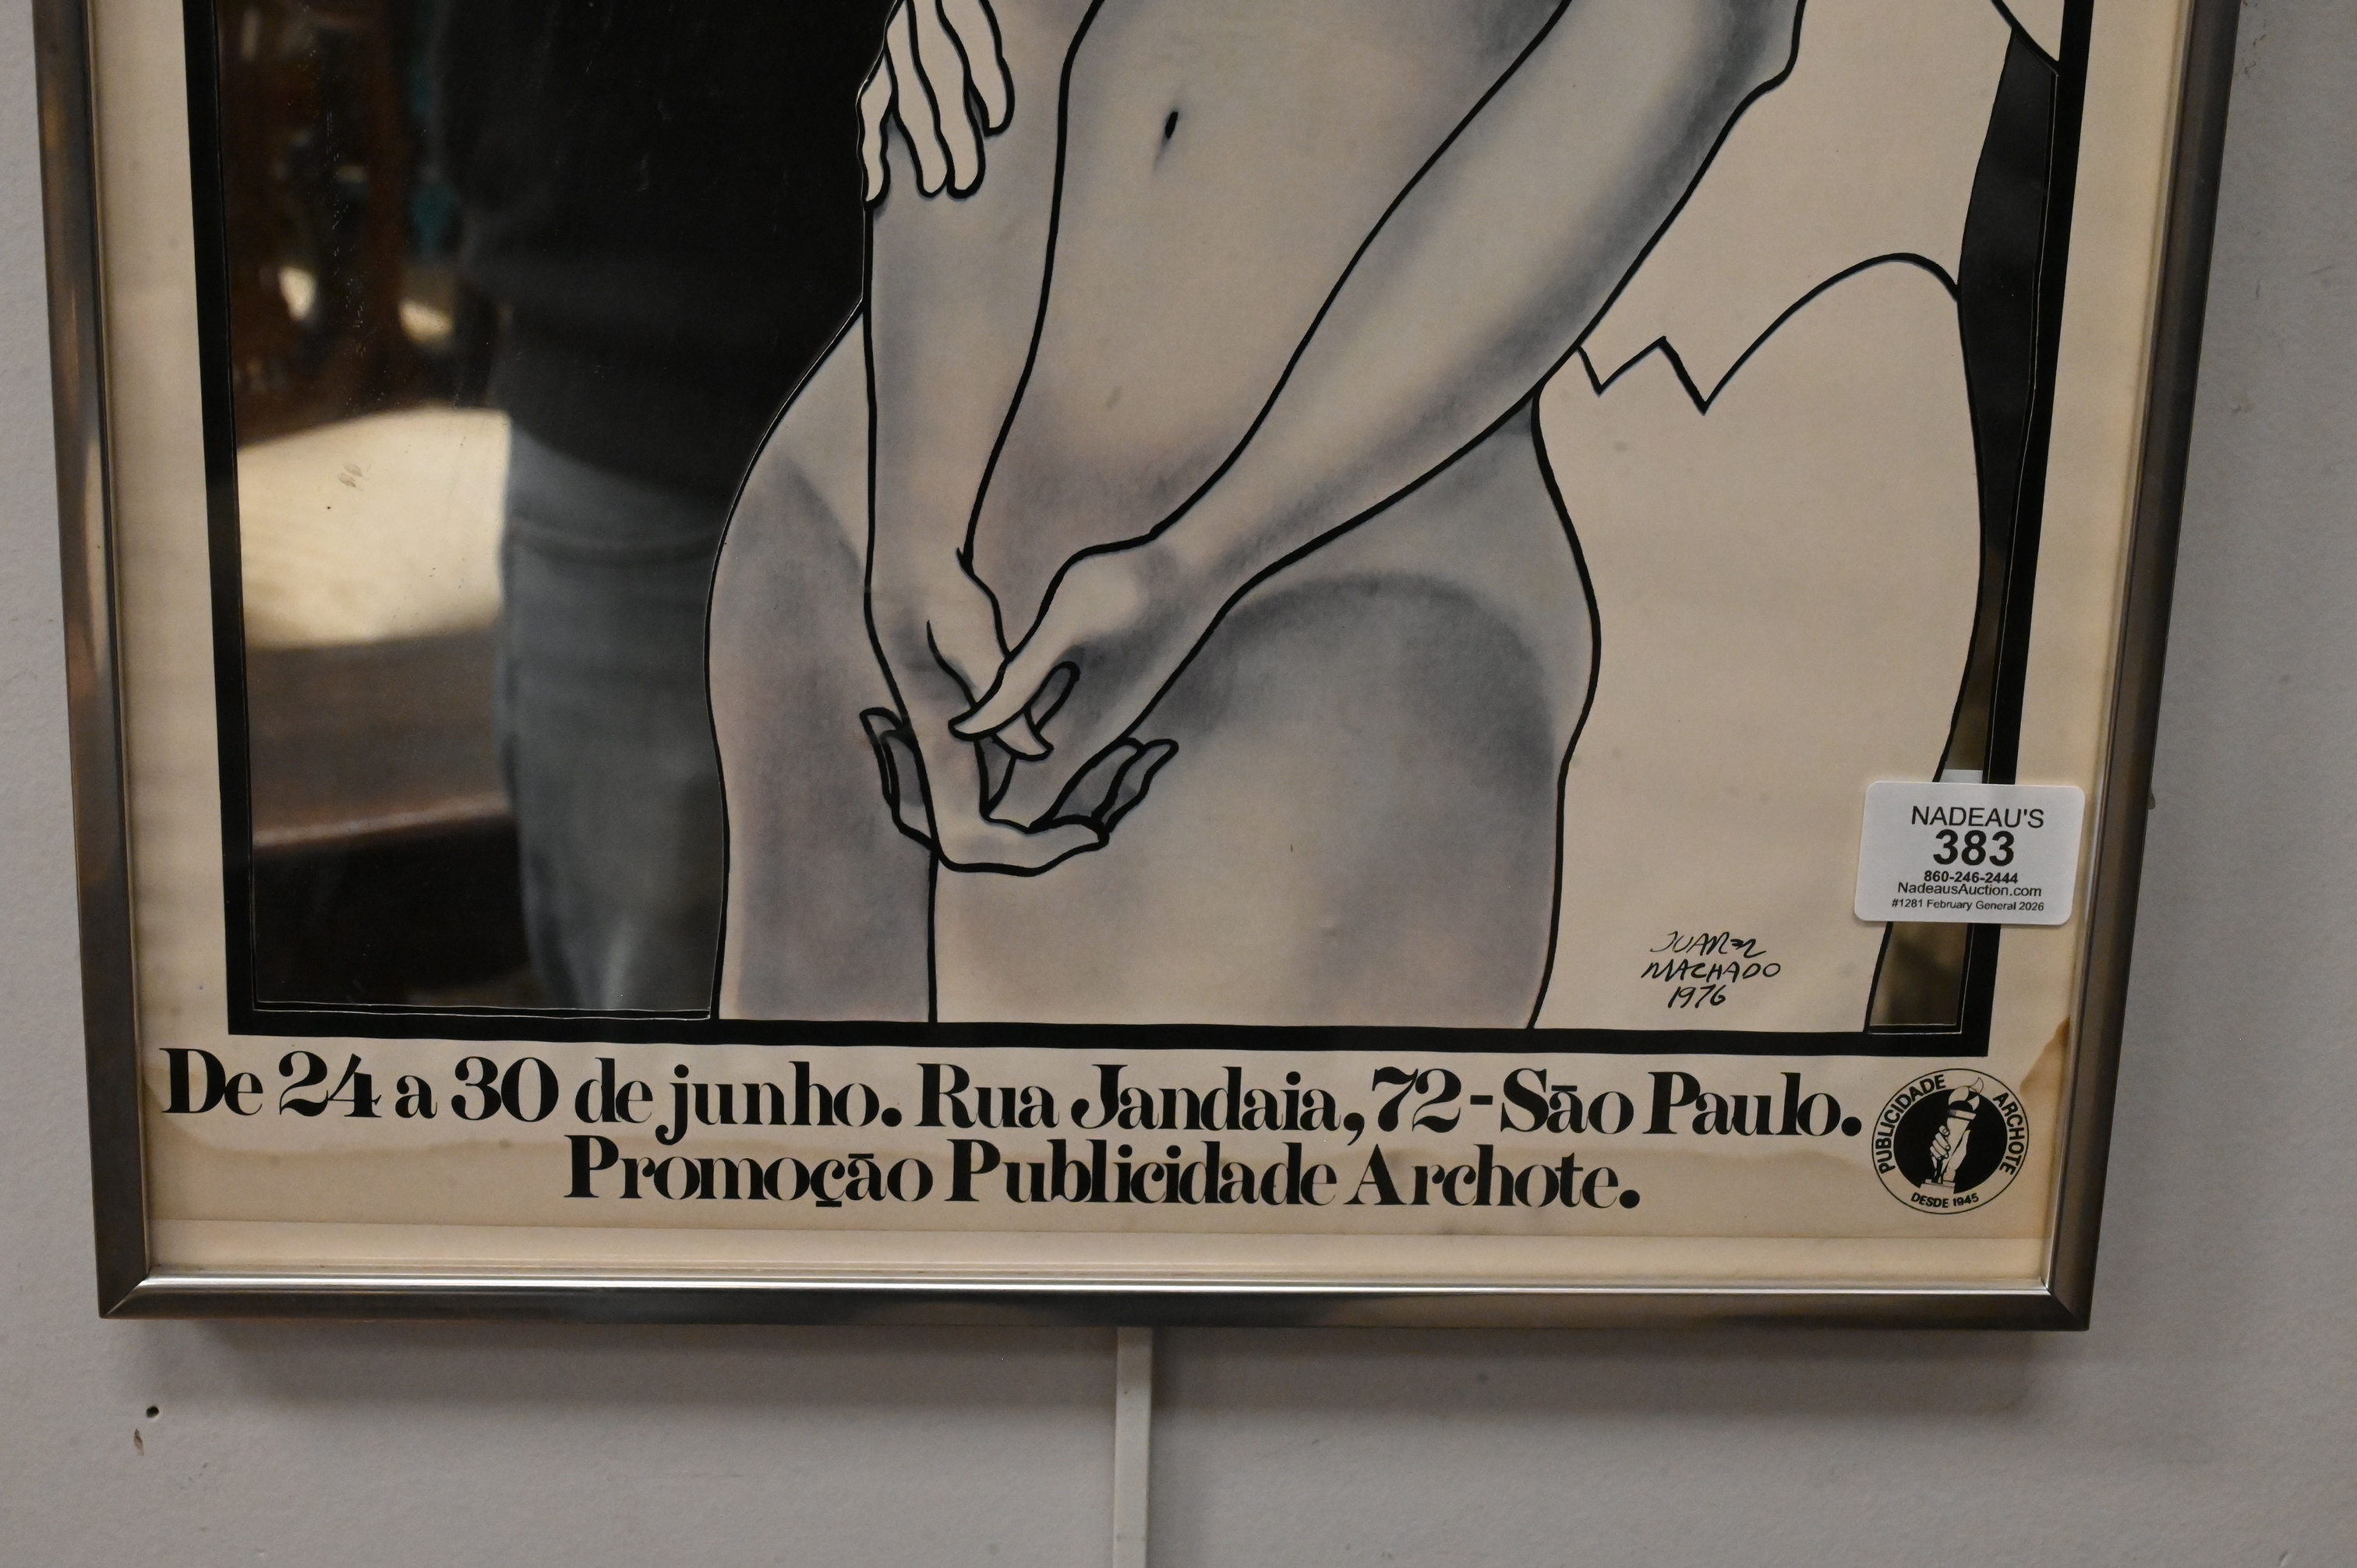 NADEAU'S
383
860-246-2444
NadeausAuction.com
#1281 February General 2026
JUAREZ
MACHADO
1976
De 24 a 30 de junho. Rua Jandaia, 72-São Paulo.
Promoção Publicidade Archote.
PUBLICIDADE ARCHOTE
DESDE 1945